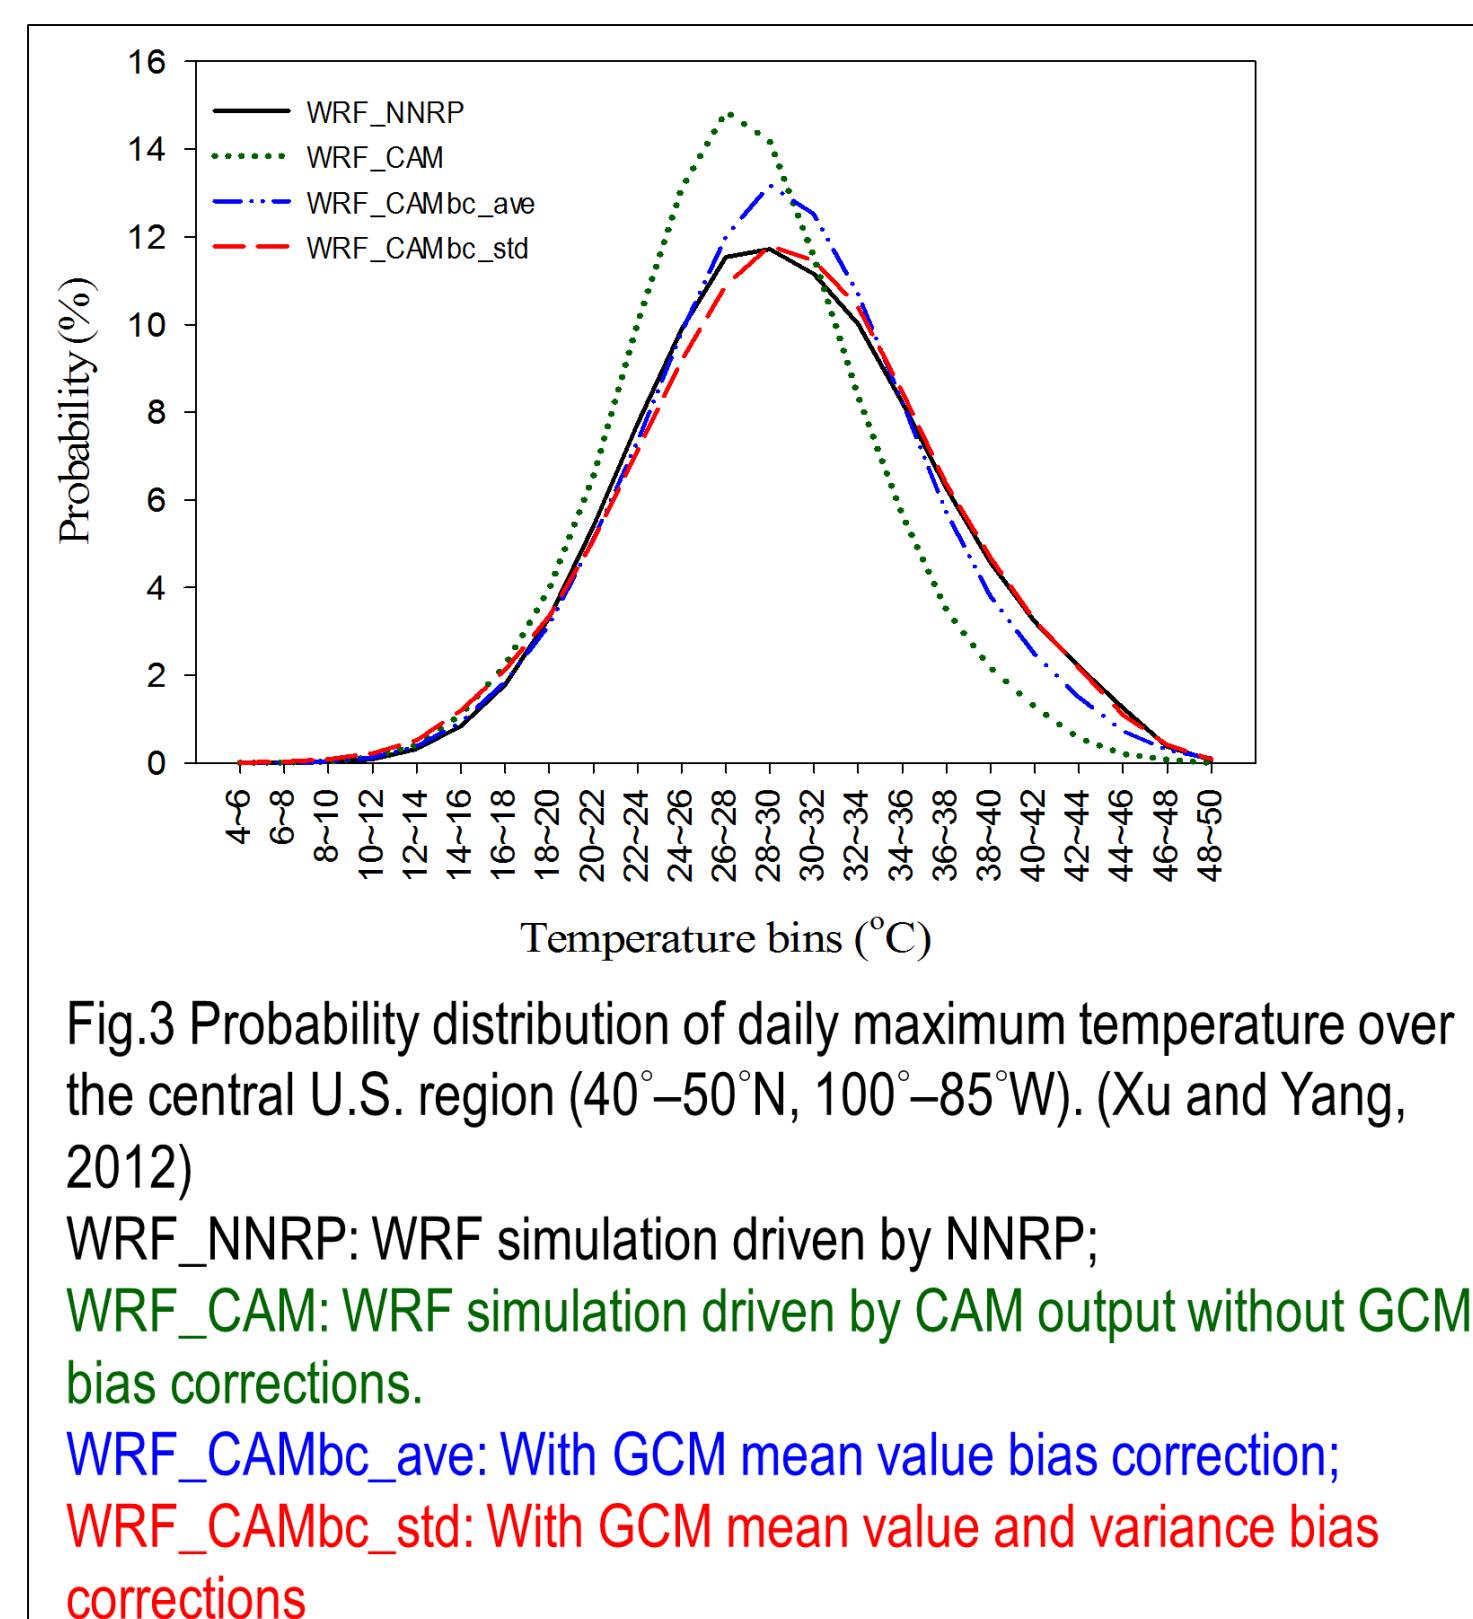 16
14
12
10
8
6
4
2
0
Probability (%)
WRF_NNRP
WRF_CAM
WRF_CAMbc_ave
WRF_CAMbc_std
4~6
6~8
8~10
10~12
12~14
14~16
16~18
18~20
20~22
22~24
24~26
26~28
28~30
30~32
32~34
34~36
36~38
38~40
40~42
42~44
44~46
46~48
48~50
Temperature bins (°C)
Fig.3 Probability distribution of daily maximum temperature over
the central U.S. region (40°–50°N, 100°–85°W). (Xu and Yang,
2012)
WRF_NNRP: WRF simulation driven by NNRP;
WRF_CAM: WRF simulation driven by CAM output without GCM
bias corrections.
WRF_CAMbc_ave: With GCM mean value bias correction;
WRF_CAMbc_std: With GCM mean value and variance bias
corrections